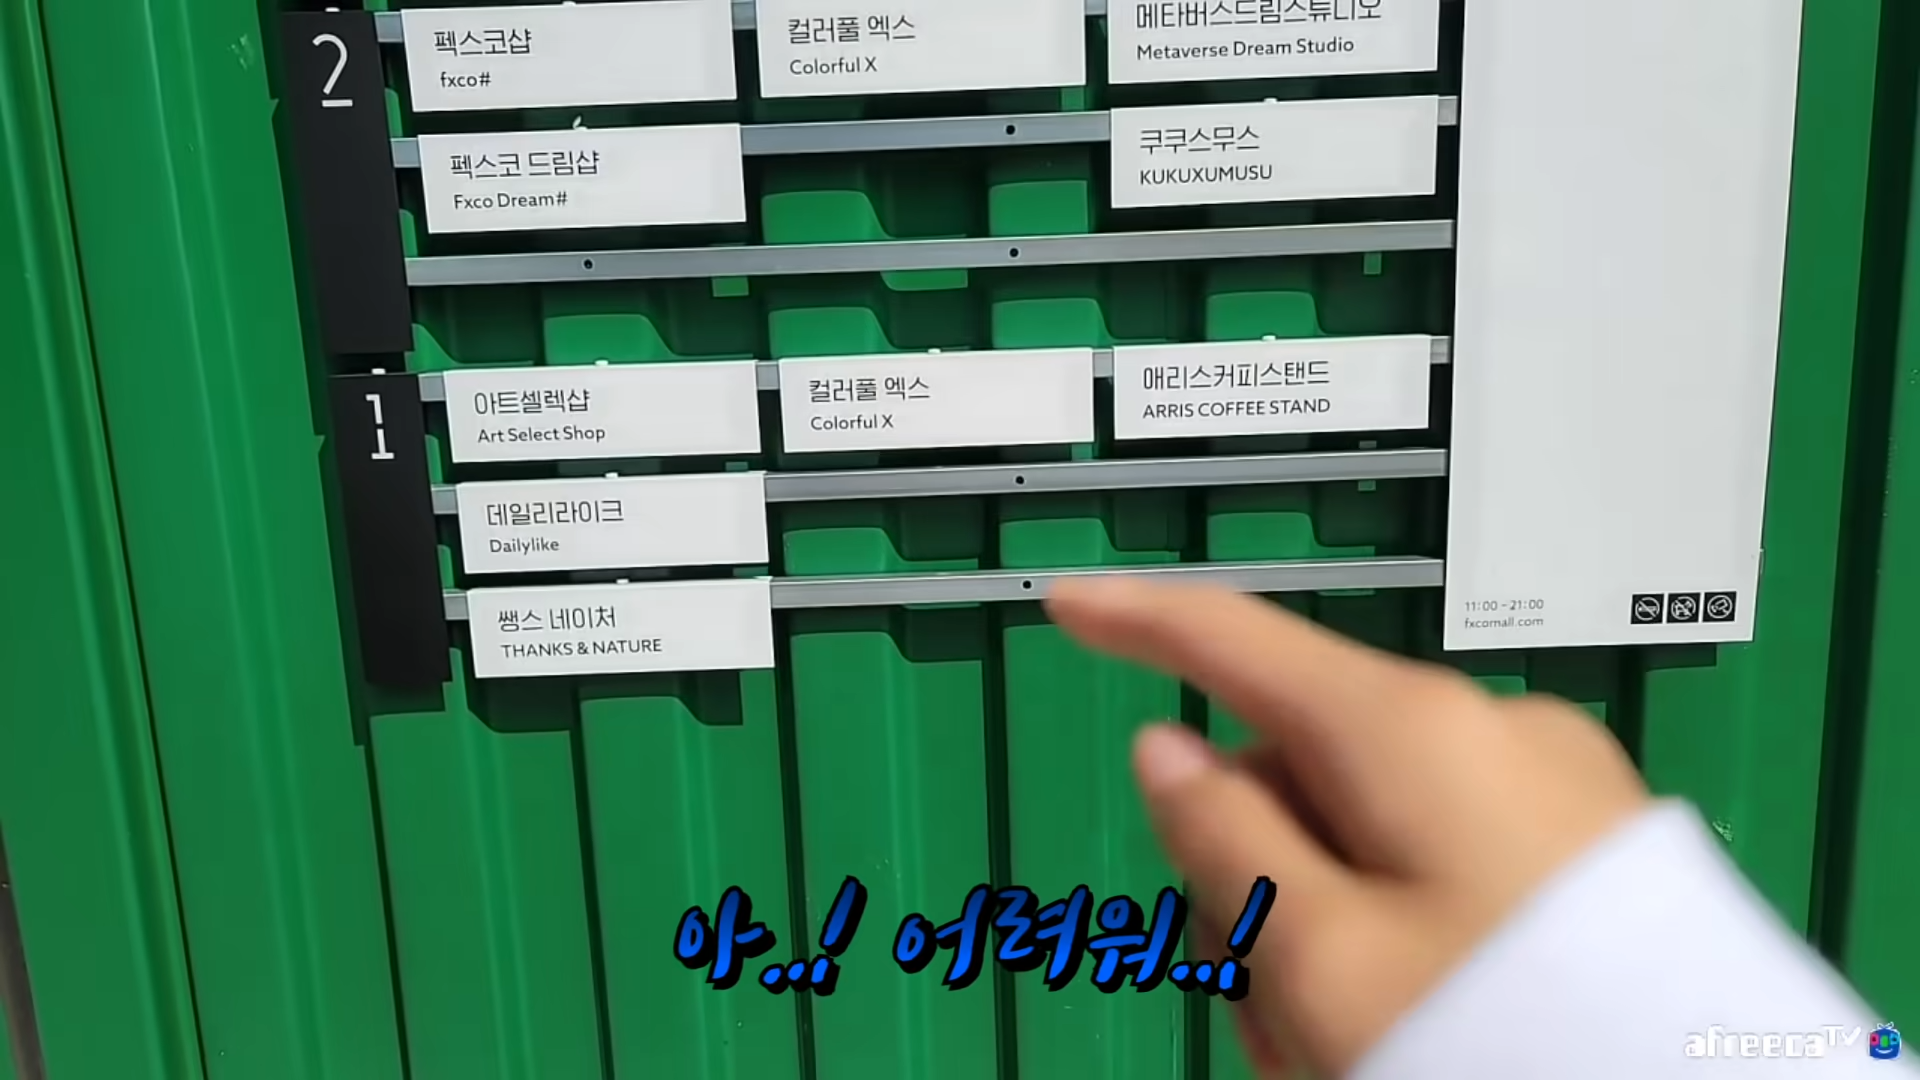 2
펙스코샵
fxco#
컬러풀 엑스
Colorful X
메타버스드림스튜디오
Metaverse Dream Studio
펙스코 드림샵
Fxco Dream#
쿠쿠스무스
KUKUXUMUSU
1
아트셀렉샵
Art Select Shop
컬러풀 엑스
Colorful X
애리스커피스탠드
ARRIS COFFEE STAND
데일리라이크
Dailylike
쌩스 네이처
THANKS & NATURE
11:00 - 21:00
fxcomall.com
아..! 어려워..!
afreecaTV